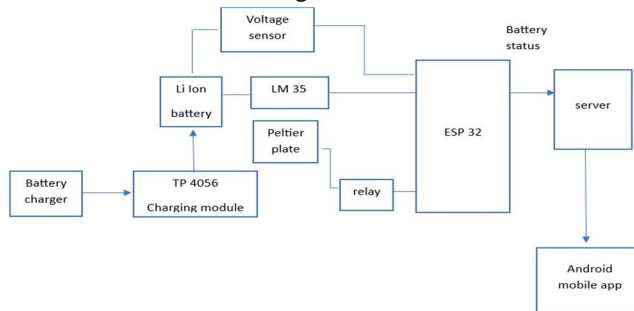 Voltage
sensor
Battery
status
Li Ion
battery
LM 35
ESP 32
server
Peltier
plate
Battery
charger
TP 4056
Charging module
relay
Android
mobile app